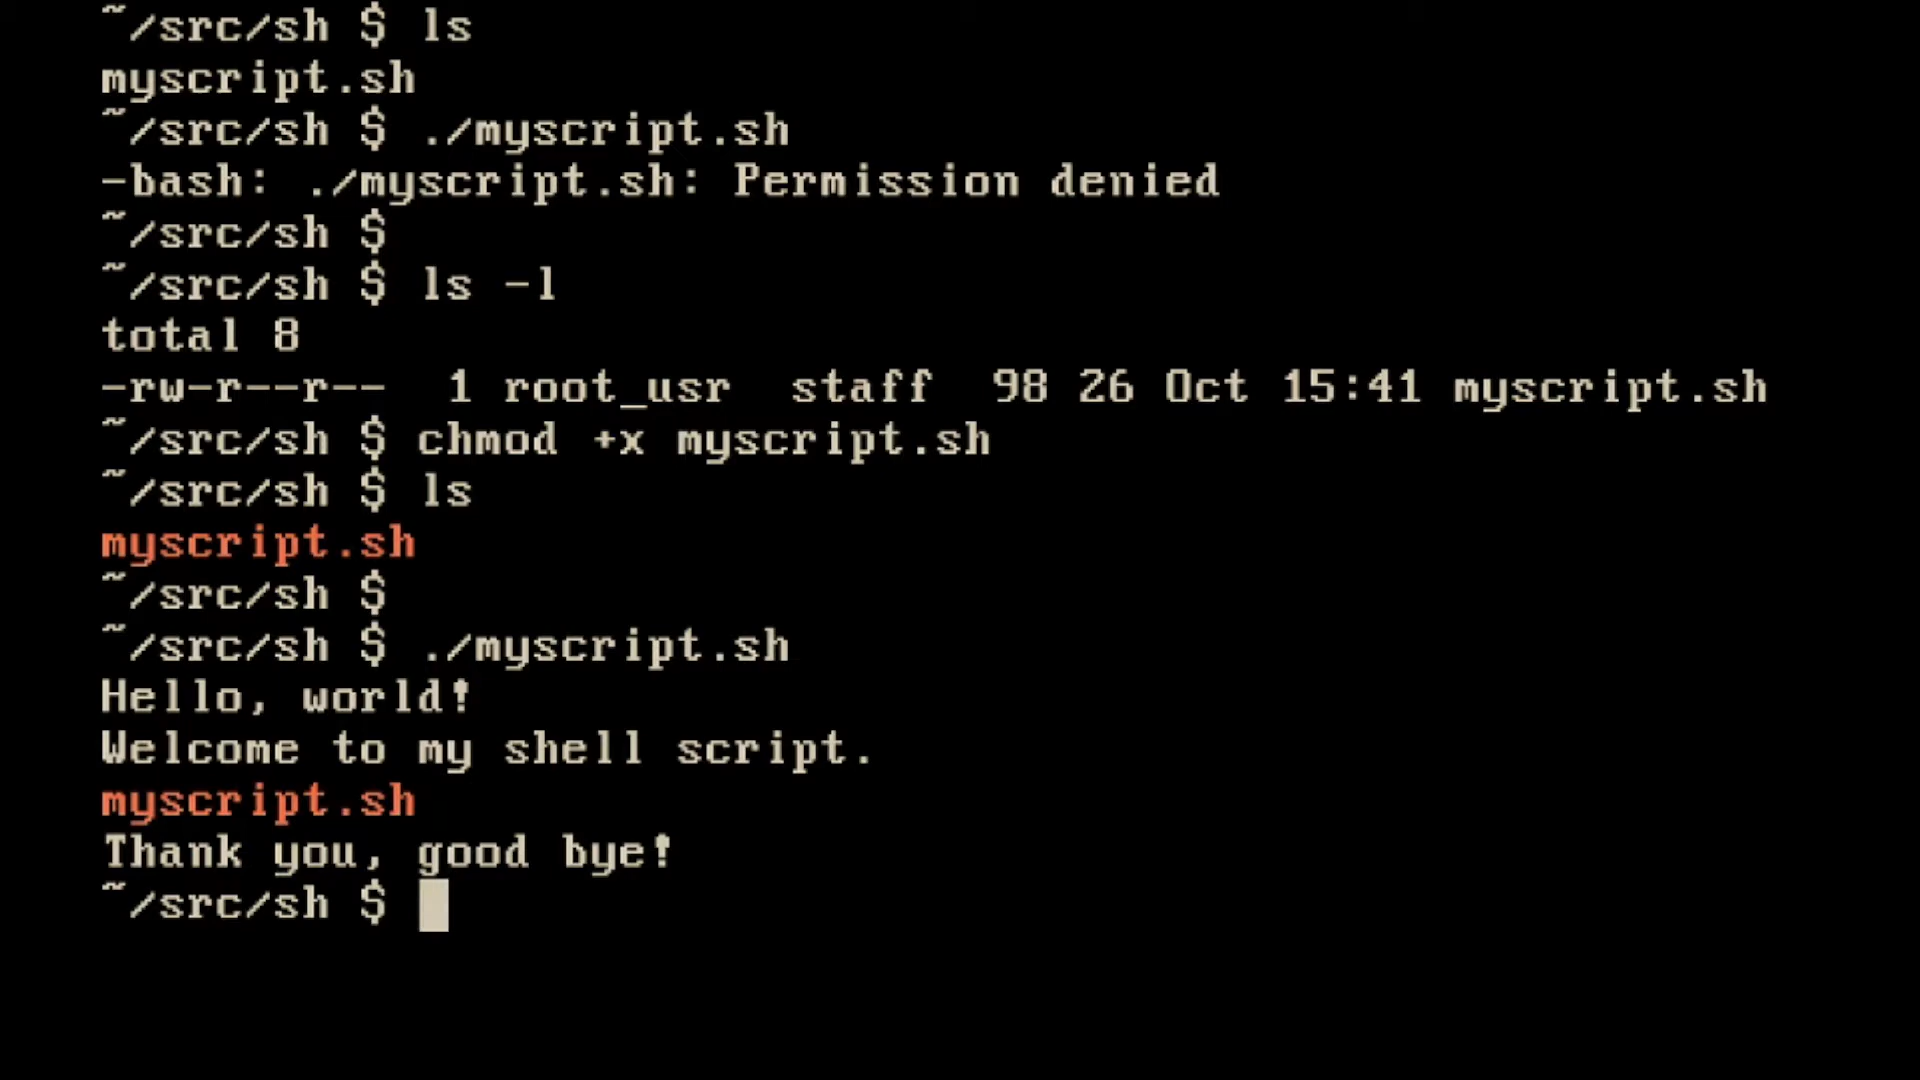 ~/src/sh $ ls
myscript.sh
~/src/sh $ ./myscript.sh
-bash: ./myscript.sh: Permission denied
~/src/sh $
~/src/sh $ ls -l
total 8
-rw-r--r--  1 root_usr  staff  98 26 Oct 15:41 myscript.sh
~/src/sh $ chmod +x myscript.sh
~/src/sh $ ls
myscript.sh
~/src/sh $
~/src/sh $ ./myscript.sh
Hello, world!
Welcome to my shell script.
myscript.sh
Thank you, good bye!
~/src/sh $